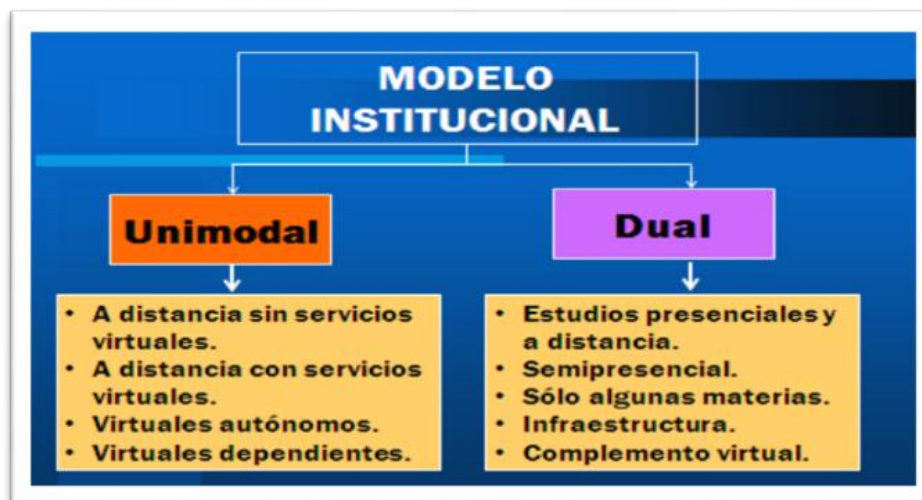 MODELO
INSTITUCIONAL
Unimodal
• A distancia sin servicios
virtuales.
• A distancia con servicios
virtuales.
• Virtuales autónomos.
• Virtuales dependientes.
Dual
• Estudios presenciales y
a distancia.
• Semipresencial.
• Sólo algunas materias.
• Infraestructura.
• Complemento virtual.